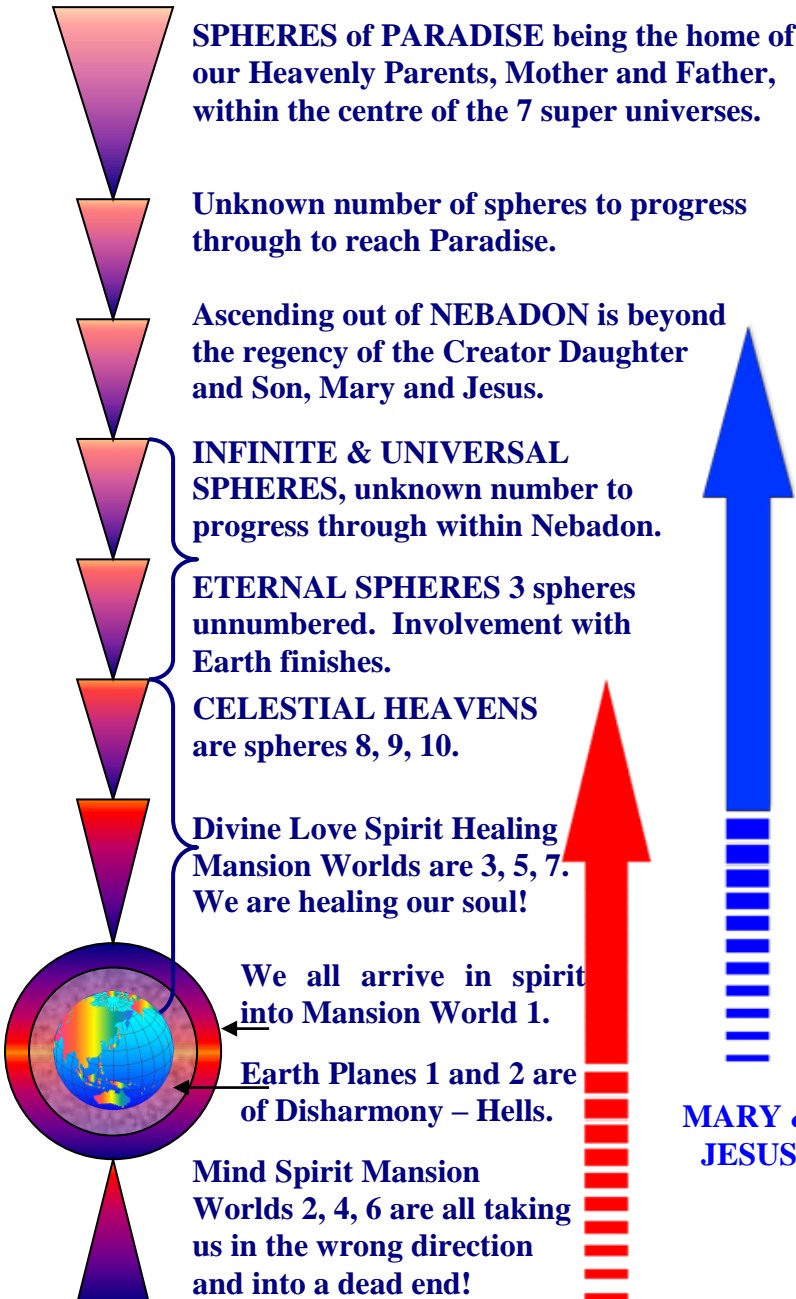 SPHERES of PARADISE being the home of
our Heavenly Parents, Mother and Father,
within the centre of the 7 super universes.
Unknown number of spheres to progress
through to reach Paradise.
Ascending out of NEBADON is beyond
the regency of the Creator Daughter
and Son, Mary and Jesus.
INFINITE & UNIVERSAL
SPHERES, unknown number to
progress through within Nebadon.
ETERNAL SPHERES 3 spheres
unnumbered. Involvement with
Earth finishes.
CELESTIAL HEAVENS
are spheres 8, 9, 10.
Divine Love Spirit Healing
Mansion Worlds are 3, 5, 7.
We are healing our soul!
We all arrive in spirit
into Mansion World 1.
Earth Planes 1 and 2 are
of Disharmony – Hells.
MARY &
JESUS
Mind Spirit Mansion
Worlds 2, 4, 6 are all taking
us in the wrong direction
and into a dead end!